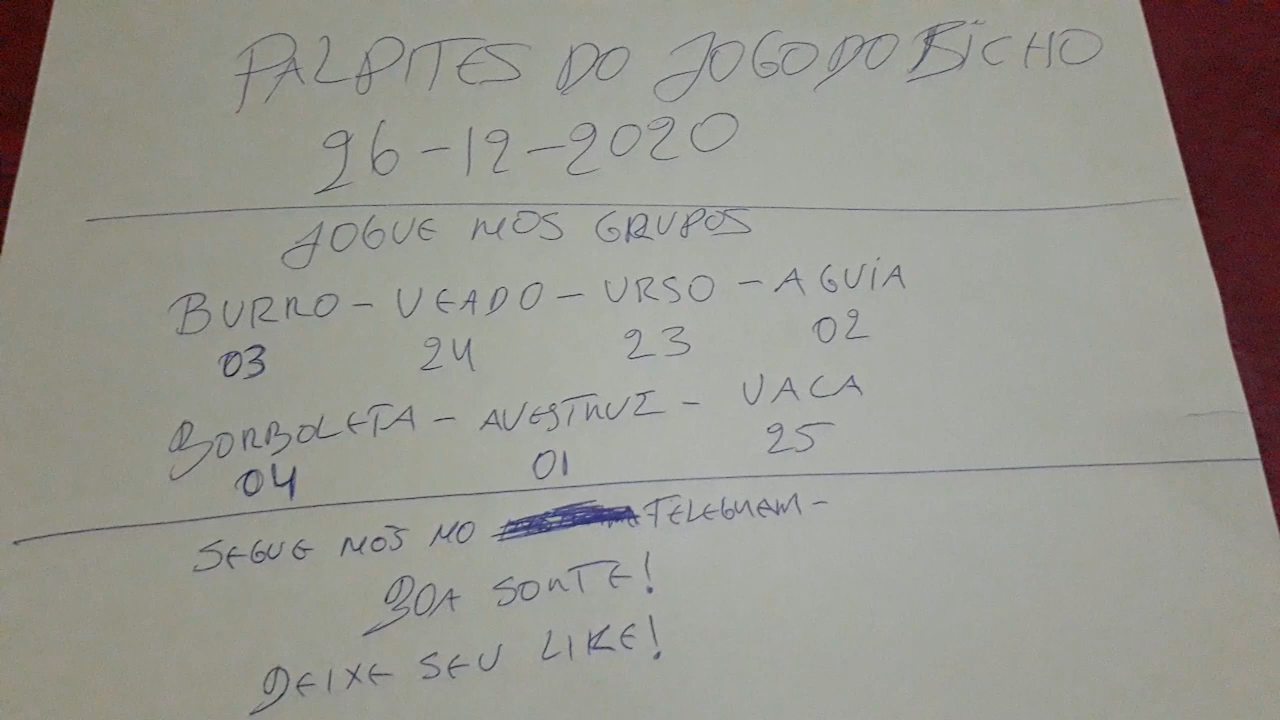 PALPITES DO JOGO DO BICHO
26-12-2020
JOGUE NOS GRUPOS
BURRO - VEADO - URSO - AGUIA
03 24 23 02
BORBOLETA - AVESTRUZ - VACA
04 01 25
SEGUE NOS NO TELEGRAM -
BOA SORTE!
DEIXE SEU LIKE!